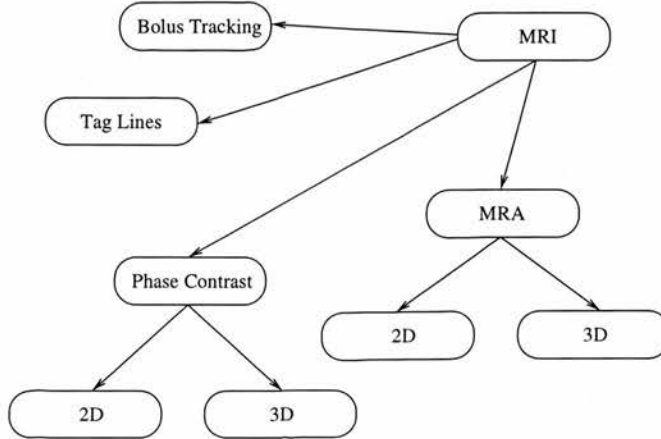 Bolus Tracking
MRI
Tag Lines
MRA
Phase Contrast
2D
3D
2D
3D